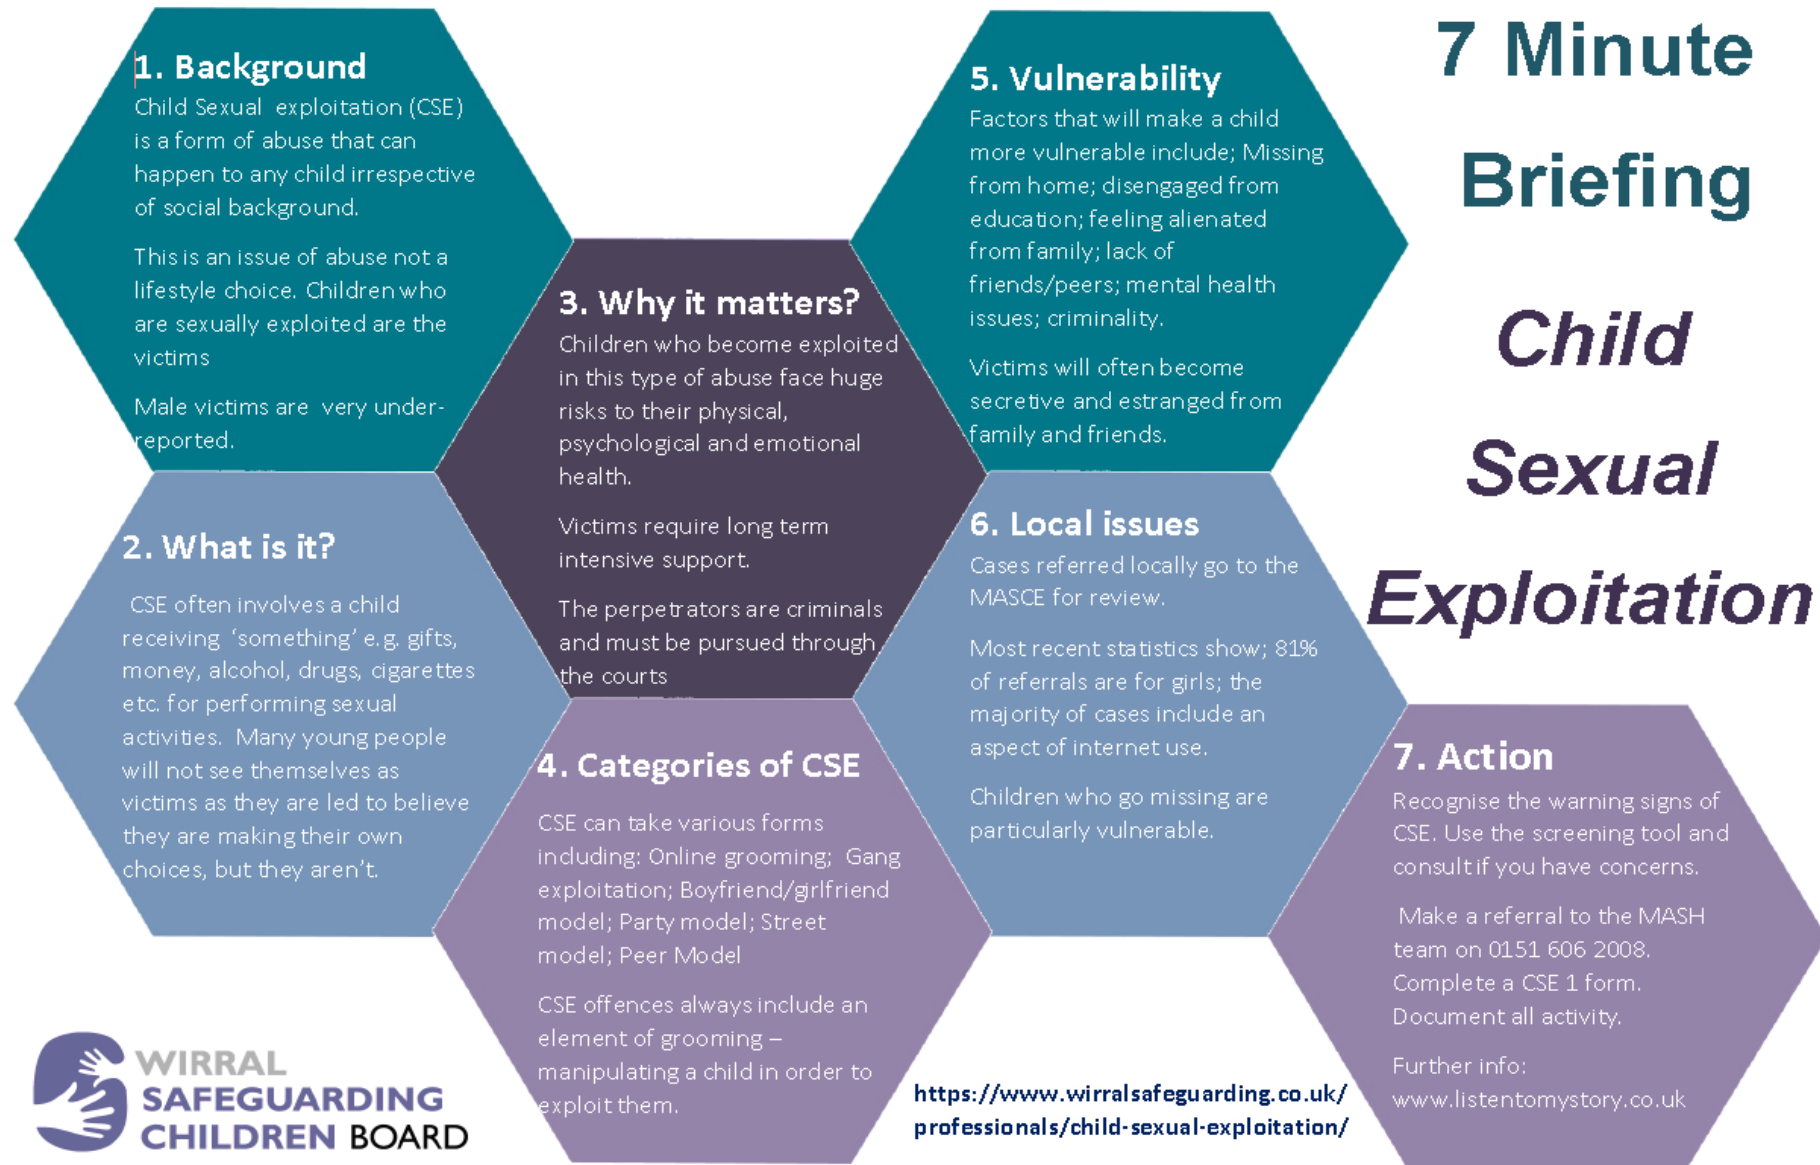 7 Minute
Briefing
Child
Sexual
Exploitation
1. Background
Child Sexual exploitation (CSE)
is a form of abuse that can
happen to any child irrespective
of social background.
This is an issue of abuse not a
lifestyle choice. Children who
are sexually exploited are the
victims
Male victims are very under-
reported.
2. What is it?
CSE often involves a child
receiving ‘something’ e.g. gifts,
money, alcohol, drugs, cigarettes
etc. for performing sexual
activities. Many young people
will not see themselves as
victims as they are led to believe
they are making their own
choices, but they aren’t.
3. Why it matters?
Children who become exploited
in this type of abuse face huge
risks to their physical,
psychological and emotional
health.
Victims require long term
intensive support.
The perpetrators are criminals
and must be pursued through
the courts
4. Categories of CSE
CSE can take various forms
including: Online grooming; Gang
exploitation; Boyfriend/girlfriend
model; Party model; Street
model; Peer Model
CSE offences always include an
element of grooming –
manipulating a child in order to
exploit them.
5. Vulnerability
Factors that will make a child
more vulnerable include; Missing
from home; disengaged from
education; feeling alienated
from family; lack of
friends/peers; mental health
issues; criminality.
Victims will often become
secretive and estranged from
family and friends.
6. Local issues
Cases referred locally go to the
MASCE for review.
Most recent statistics show; 81%
of referrals are for girls; the
majority of cases include an
aspect of internet use.
Children who go missing are
particularly vulnerable.
7. Action
Recognise the warning signs of
CSE. Use the screening tool and
consult if you have concerns.
Make a referral to the MASH
team on 0151 606 2008.
Complete a CSE 1 form.
Document all activity.
Further info:
www.listentomystory.co.uk
WIRRAL
SAFEGUARDING
CHILDREN BOARD
https://www.wirralsafeguarding.co.uk/
professionals/child-sexual-exploitation/